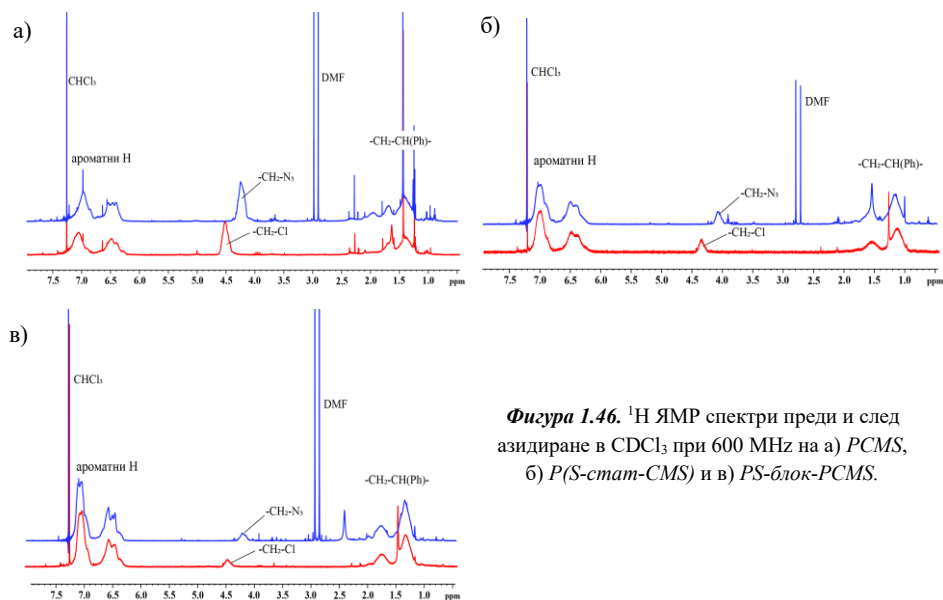 а)
CHCl₃
DMF
-CH₂-CH(Ph)-
ароматни Н
-CH₂-N₃
-CH₂-Cl
7.5 7.0 6.5 6.0 5.5 5.0 4.5 4.0 3.5 3.0 2.5 2.0 1.5 1.0 ppm
б)
CHCl₃
DMF
ароматни Н
-CH₂-CH(Ph)-
-CH₂-N₃
-CH₂-Cl
7.5 7.0 6.5 6.0 5.5 5.0 4.5 4.0 3.5 3.0 2.5 2.0 1.5 1.0 ppm
в)
CHCl₃
DMF
ароматни Н
-CH₂-CH(Ph)-
-CH₂-N₃
-CH₂-Cl
7.5 7.0 6.5 6.0 5.5 5.0 4.5 4.0 3.5 3.0 2.5 2.0 1.5 1.0 ppm
Фигура 1.46. ¹H ЯМР спектри преди и след
азидиране в CDCl₃ при 600 MHz на а) PCMS,
б) P(S-стат-CMS) и в) PS-блок-PCMS.